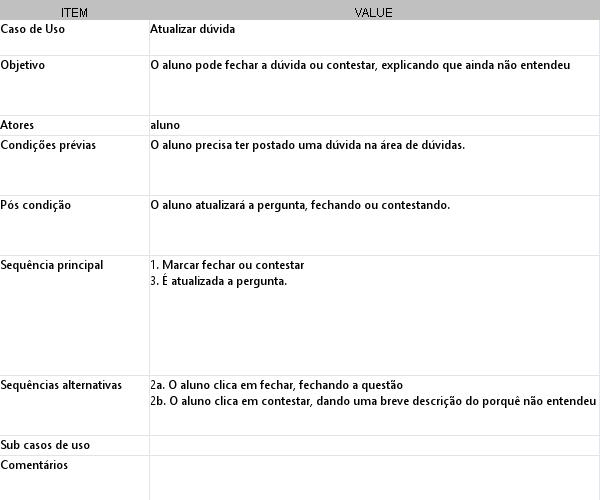 ITEM VALUE
Caso de Uso Atualizar dúvida
Objetivo O aluno pode fechar a dúvida ou contestar, explicando que ainda não entendeu
Atores aluno
Condições prévias O aluno precisa ter postado uma dúvida na área de dúvidas.
Pós condição O aluno atualizará a pergunta, fechando ou contestando.
Sequência principal 1. Marcar fechar ou contestar
3. É atualizada a pergunta.
Sequências alternativas 2a. O aluno clica em fechar, fechando a questão
2b. O aluno clica em contestar, dando uma breve descrição do porquê não entendeu
Sub casos de uso
Comentários